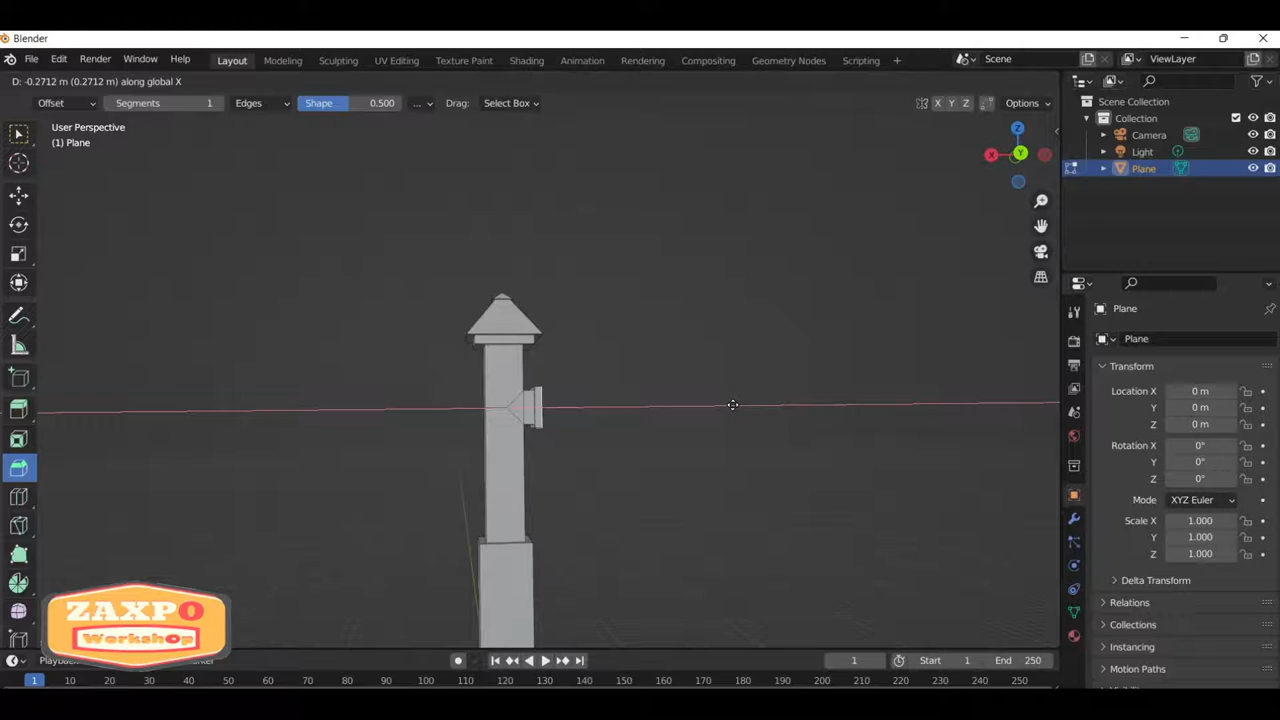 Blender
File Edit Render Window Help Layout Modeling Sculpting UV Editing Texture Paint Shading Animation Rendering Compositing Geometry Nodes Scripting + Scene ViewLayer
D: -0.2712 m (0.2712 m) along global X
Offset Segments 1 Edges Shape 0.500 ... Drag: Select Box X Y Z Options
User Perspective
(1) Plane
Z
X
Y
Scene Collection
Collection
Camera
Light
Plane
Plane
Plane
Transform
Location X 0 m
Y 0 m
Z 0 m
Rotation X 0°
Y 0°
Z 0°
Mode XYZ Euler
Scale X 1.000
Y 1.000
Z 1.000
Delta Transform
Relations
Collections
Instancing
Motion Paths
ZAXPO
Workshop
1 Start 1 End 250
1 10 20 30 40 50 60 70 80 90 100 110 120 130 140 150 160 170 180 190 200 210 220 230 240 250